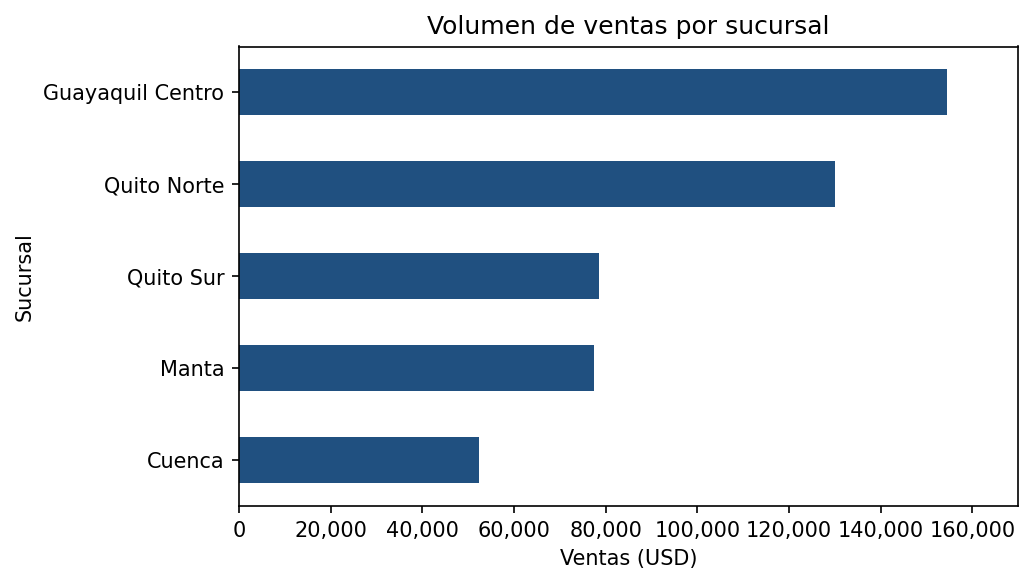 Volumen de ventas por sucursal
Guayaquil Centro
Quito Norte
Quito Sur
Manta
Cuenca
Sucursal
0 20,000 40,000 60,000 80,000 100,000 120,000 140,000 160,000
Ventas (USD)